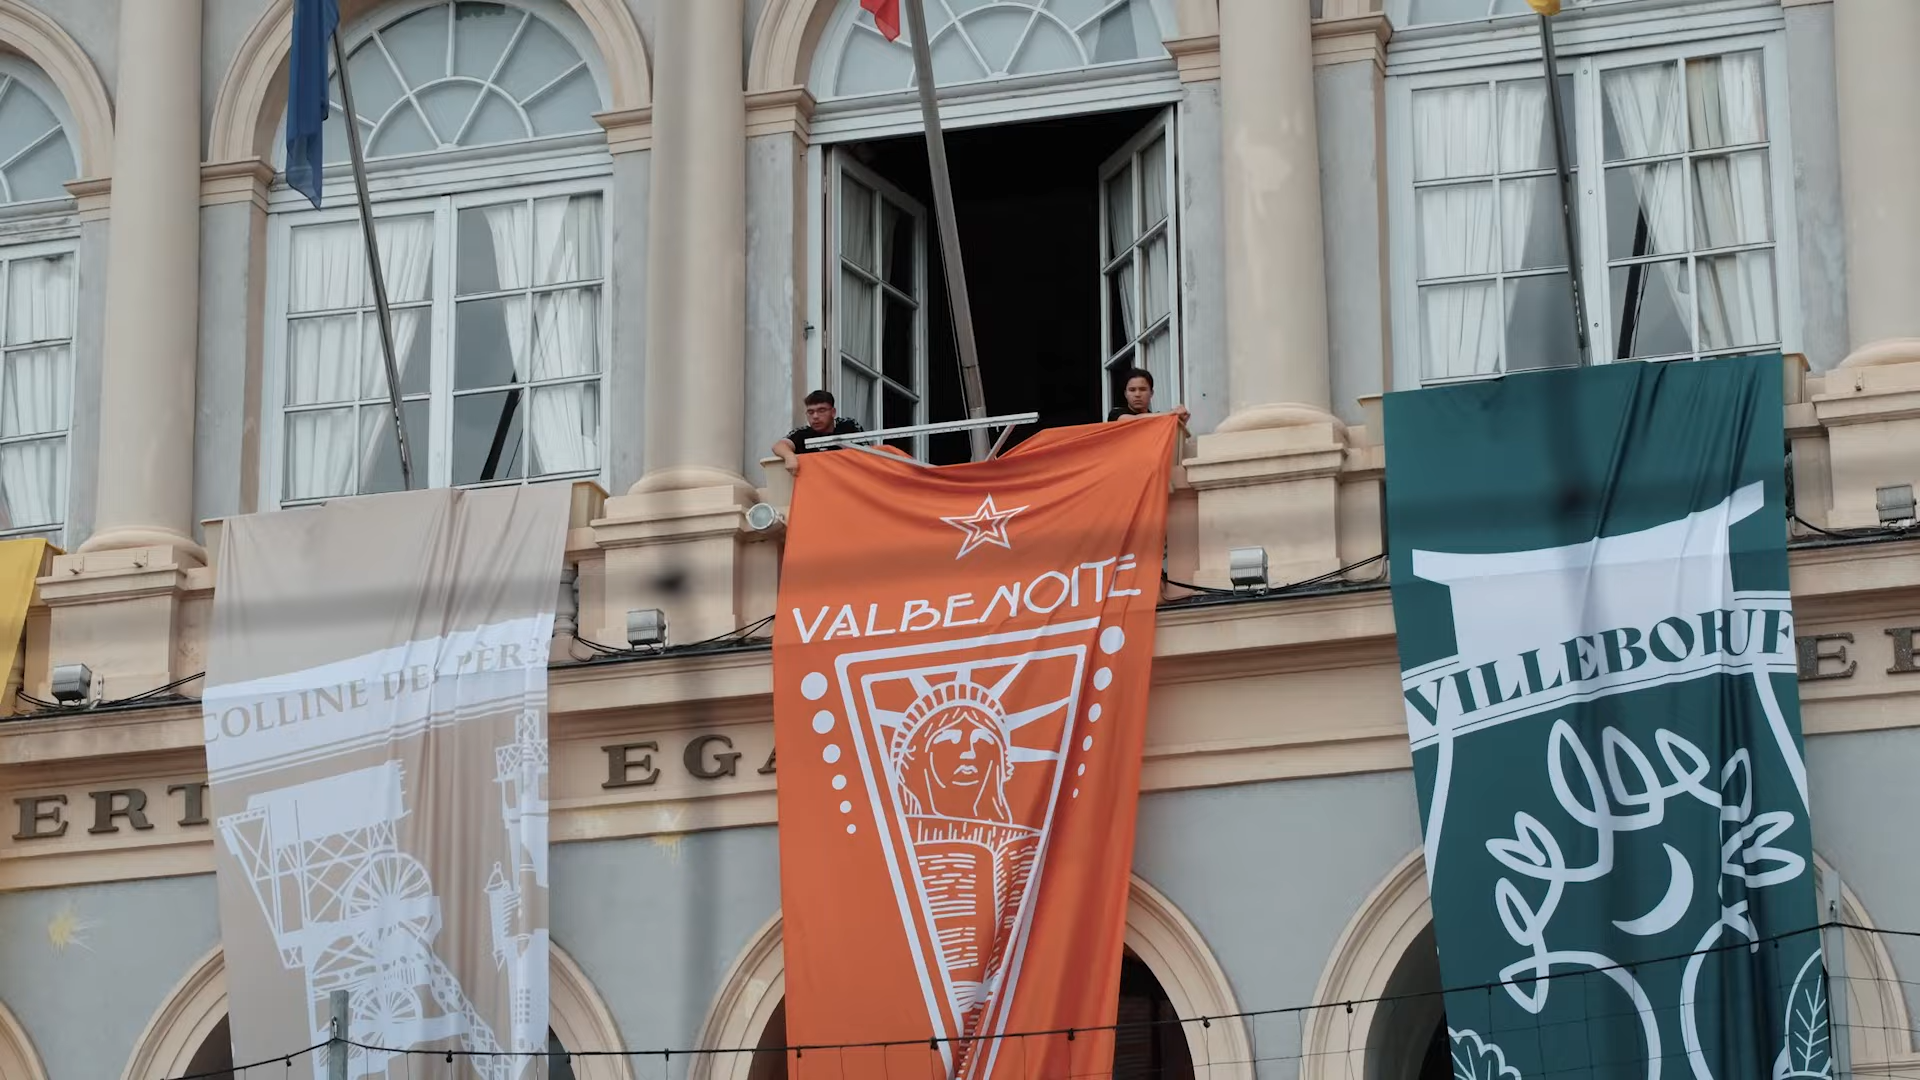 VALBENOITE
COLLINE DES PÈRES
VILLEBOEUF
ERT
EGA
E